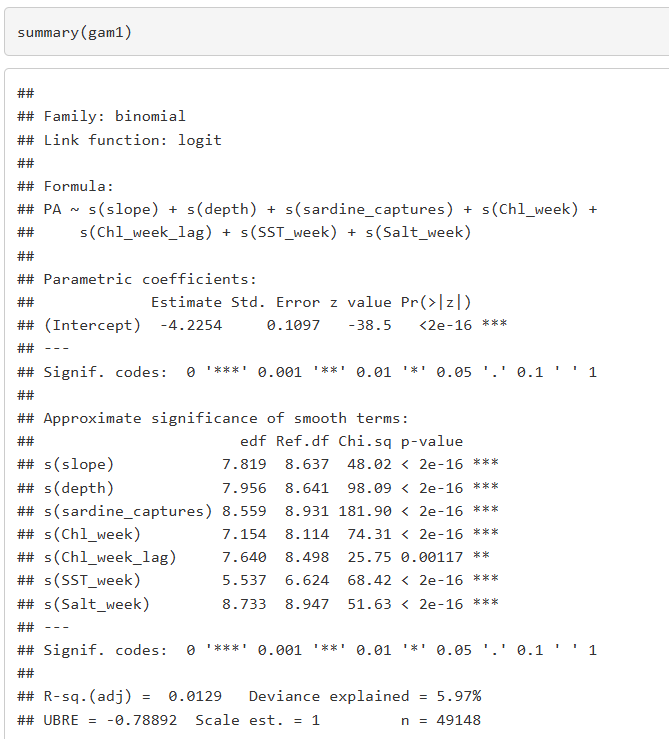 summary(gam1)
##
## Family: binomial
## Link function: logit
##
## Formula:
## PA ~ s(slope) + s(depth) + s(sardine_captures) + s(Chl_week) +
##     s(Chl_week_lag) + s(SST_week) + s(Salt_week)
##
## Parametric coefficients:
##             Estimate Std. Error z value Pr(>|z|)
## (Intercept)  -4.2254     0.1097   -38.5   <2e-16 ***
## ---
## Signif. codes:  0 '***' 0.001 '**' 0.01 '*' 0.05 '.' 0.1 ' ' 1
##
## Approximate significance of smooth terms:
##                       edf Ref.df Chi.sq p-value
## s(slope)            7.819  8.637  48.02 < 2e-16 ***
## s(depth)            7.956  8.641  98.09 < 2e-16 ***
## s(sardine_captures) 8.559  8.931 181.90 < 2e-16 ***
## s(Chl_week)         7.154  8.114  74.31 < 2e-16 ***
## s(Chl_week_lag)     7.640  8.498  25.75 0.00117 **
## s(SST_week)         5.537  6.624  68.42 < 2e-16 ***
## s(Salt_week)        8.733  8.947  51.63 < 2e-16 ***
## ---
## Signif. codes:  0 '***' 0.001 '**' 0.01 '*' 0.05 '.' 0.1 ' ' 1
##
## R-sq.(adj) =  0.0129   Deviance explained = 5.97%
## UBRE = -0.78892  Scale est. = 1         n = 49148